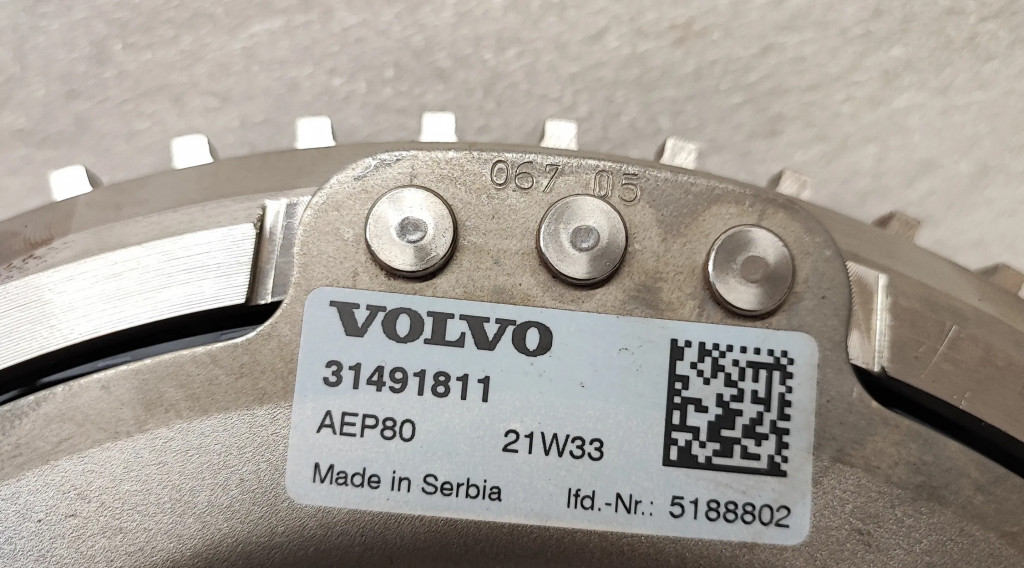 067 05
VOLVO
31491811
AEP80 21W33
Made in Serbia lfd.-Nr.: 5188802